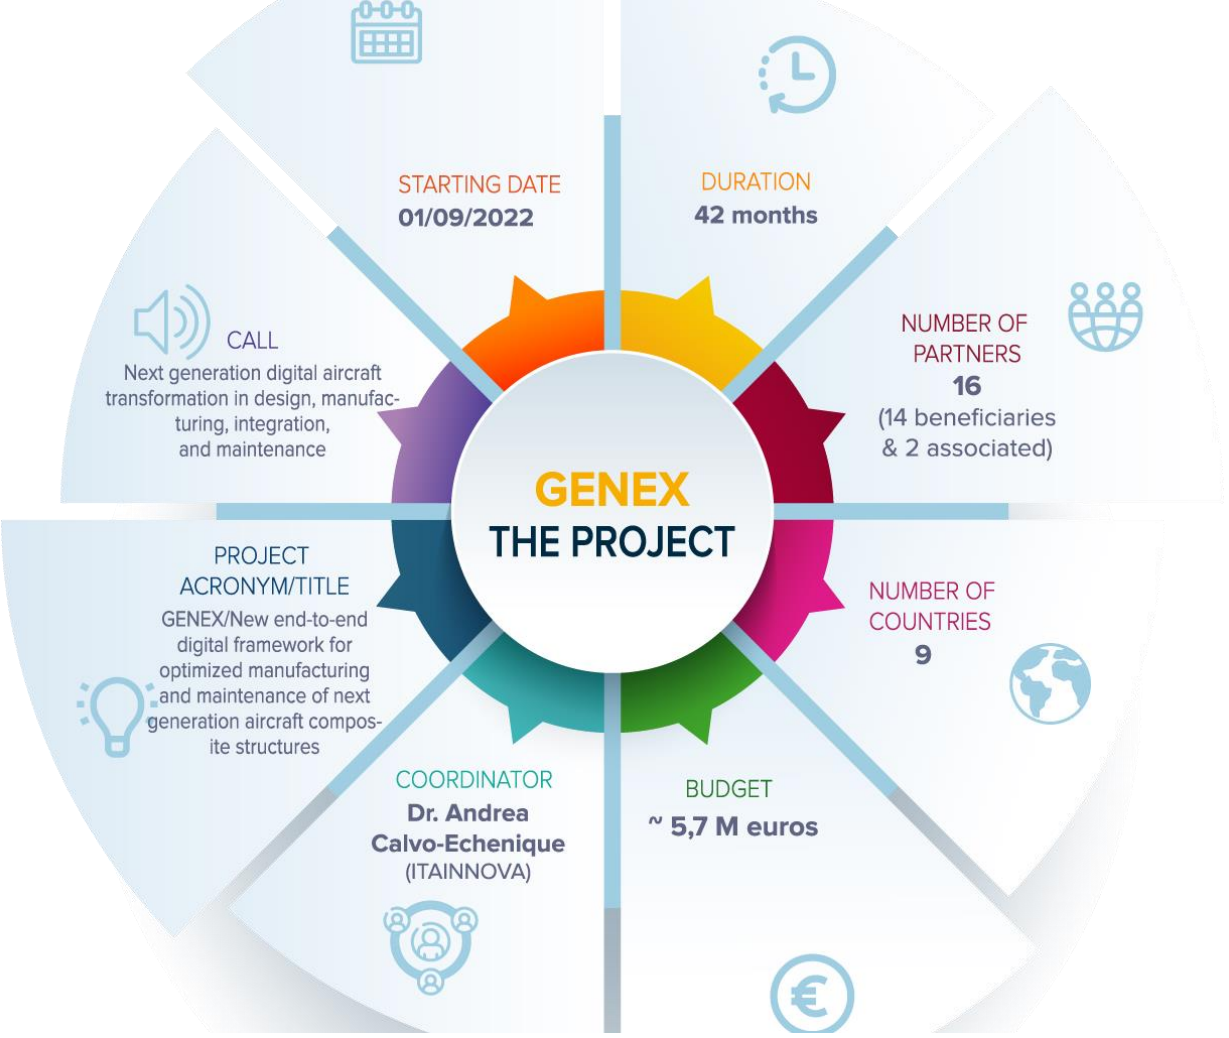 STARTING DATE
01/09/2022
DURATION
42 months
NUMBER OF
PARTNERS
16
(14 beneficiaries
& 2 associated)
CALL
Next generation digital aircraft
transformation in design, manufac-
turing, integration,
and maintenance
GENEX
THE PROJECT
PROJECT
ACRONYM/TITLE
GENEX/New end-to-end
digital framework for
optimized manufacturing
and maintenance of next
generation aircraft compos-
ite structures
NUMBER OF
COUNTRIES
9
COORDINATOR
Dr. Andrea
Calvo-Echenique
(ITAINNOVA)
BUDGET
~ 5,7 M euros
€